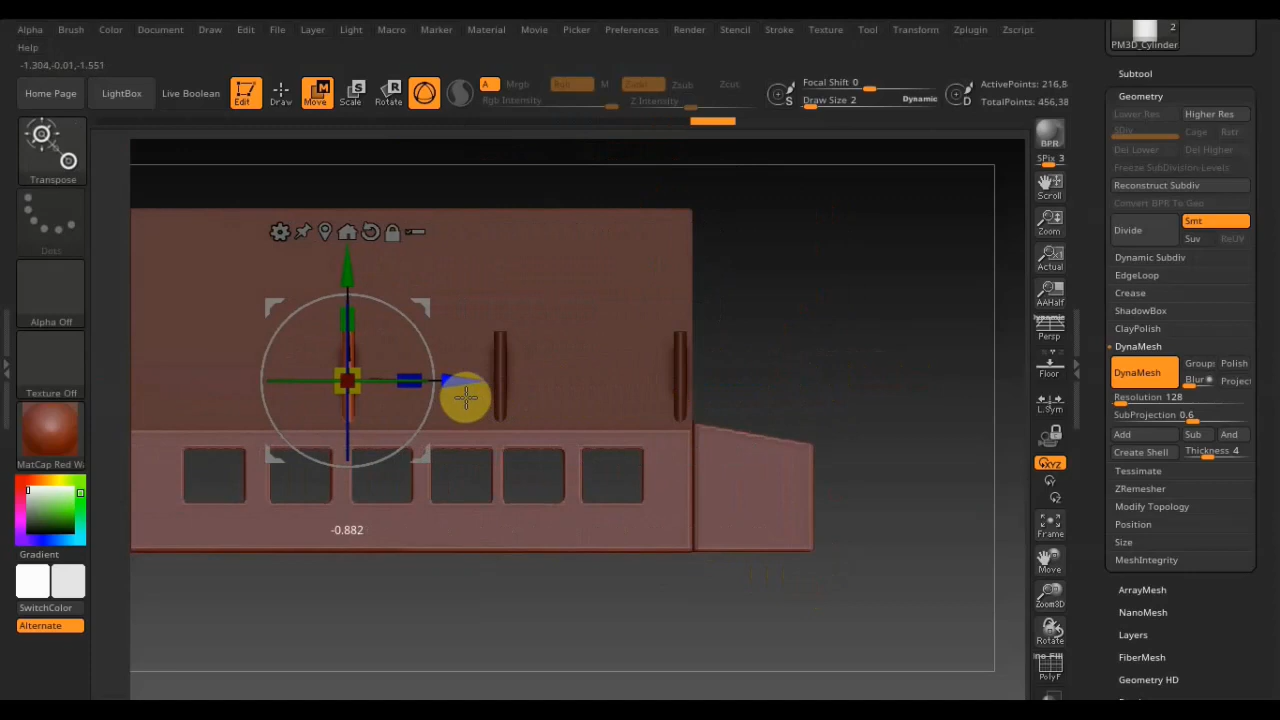 Alpha Brush Color Document Draw Edit File Layer Light Macro Marker Material Movie Picker Preferences Render Stencil Stroke Texture Tool Transform Zplugin Zscript
Help
-1.304,-0.01,-1.551
Home Page LightBox Live Boolean Edit Draw Move Scale Rotate A Mrgb Rgb M Zadd Zsub Zcut
Rgb Intensity Z Intensity
Focal Shift 0
Draw Size 2 Dynamic
ActivePoints: 216,8
TotalPoints: 456,38
Transpose
Dots
Alpha Off
Texture Off
MatCap Red Wa
Gradient
SwitchColor
Alternate
-0.882
BPR
SPix 3
Scroll
Zoom
Actual
AAHalf
Dynamic
Persp
Floor
L.Sym
XYZ
Y
Z
Frame
Move
Zoom3D
Rotate
PolyF
2
PM3D_Cylinder
Subtool
Geometry
Lower Res Higher Res
SDiv Cage Rstr
Del Lower Del Higher
Freeze SubDivision Levels
Reconstruct Subdiv
Convert BPR To Geo
Divide Smt
Suv RelUV
Dynamic Subdiv
EdgeLoop
Crease
ShadowBox
ClayPolish
DynaMesh
DynaMesh Groups Polish
Blur Project
Resolution 128
SubProjection 0.6
Add Sub And
Create Shell Thickness 4
Tessimate
ZRemesher
Modify Topology
Position
Size
MeshIntegrity
ArrayMesh
NanoMesh
Layers
FiberMesh
Geometry HD